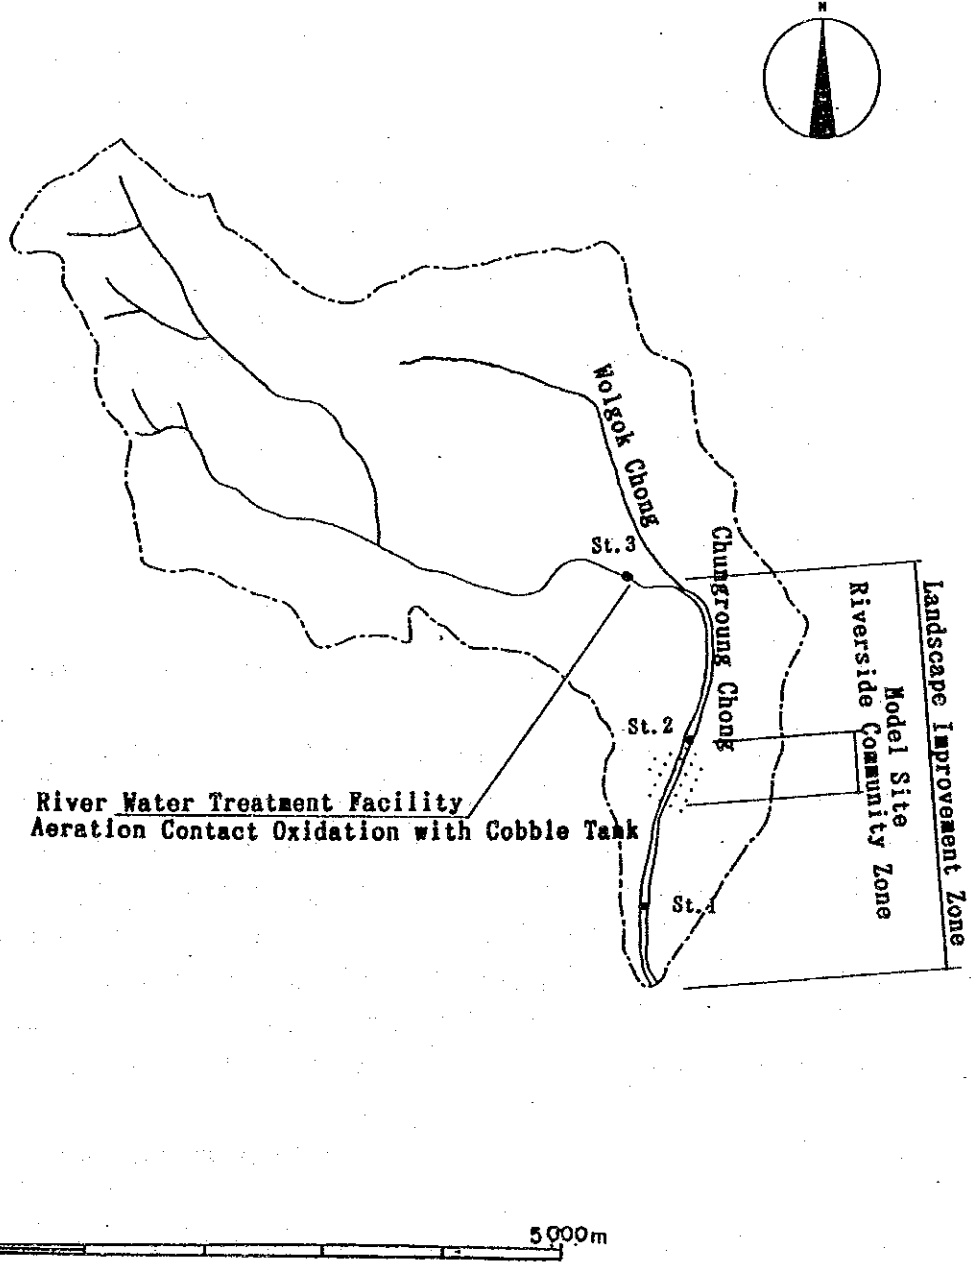 N
Wolgok Chong
St.3
Chungroung Chong
Landscape Improvement Zone
Model Site
Riverside Community Zone
St.2
River Water Treatment Facility
Aeration Contact Oxidation with Cobble Tank
St.1
5000m